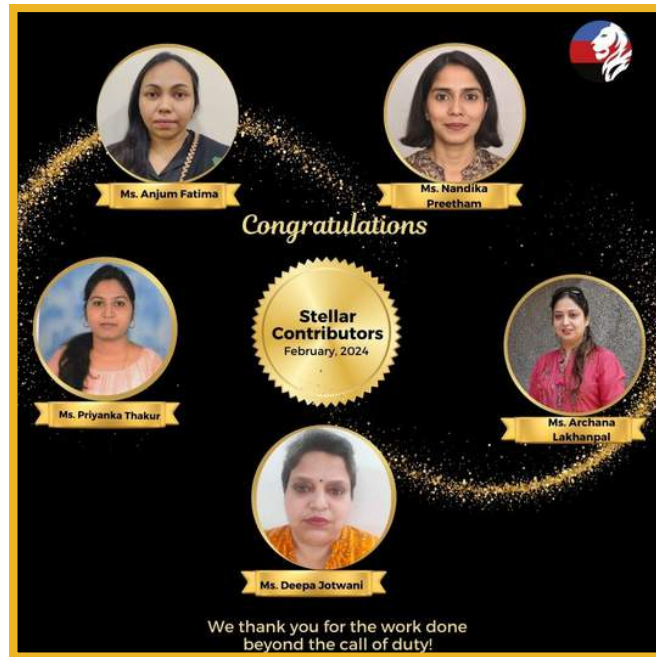 Ms. Anjum Fatima
Ms. Nandika
Preetham
Congratulations
Stellar
Contributors
February, 2024
Ms. Priyanka Thakur
Ms. Archana
Lakhanpal
Ms. Deepa Jotwani
We thank you for the work done
beyond the call of duty!